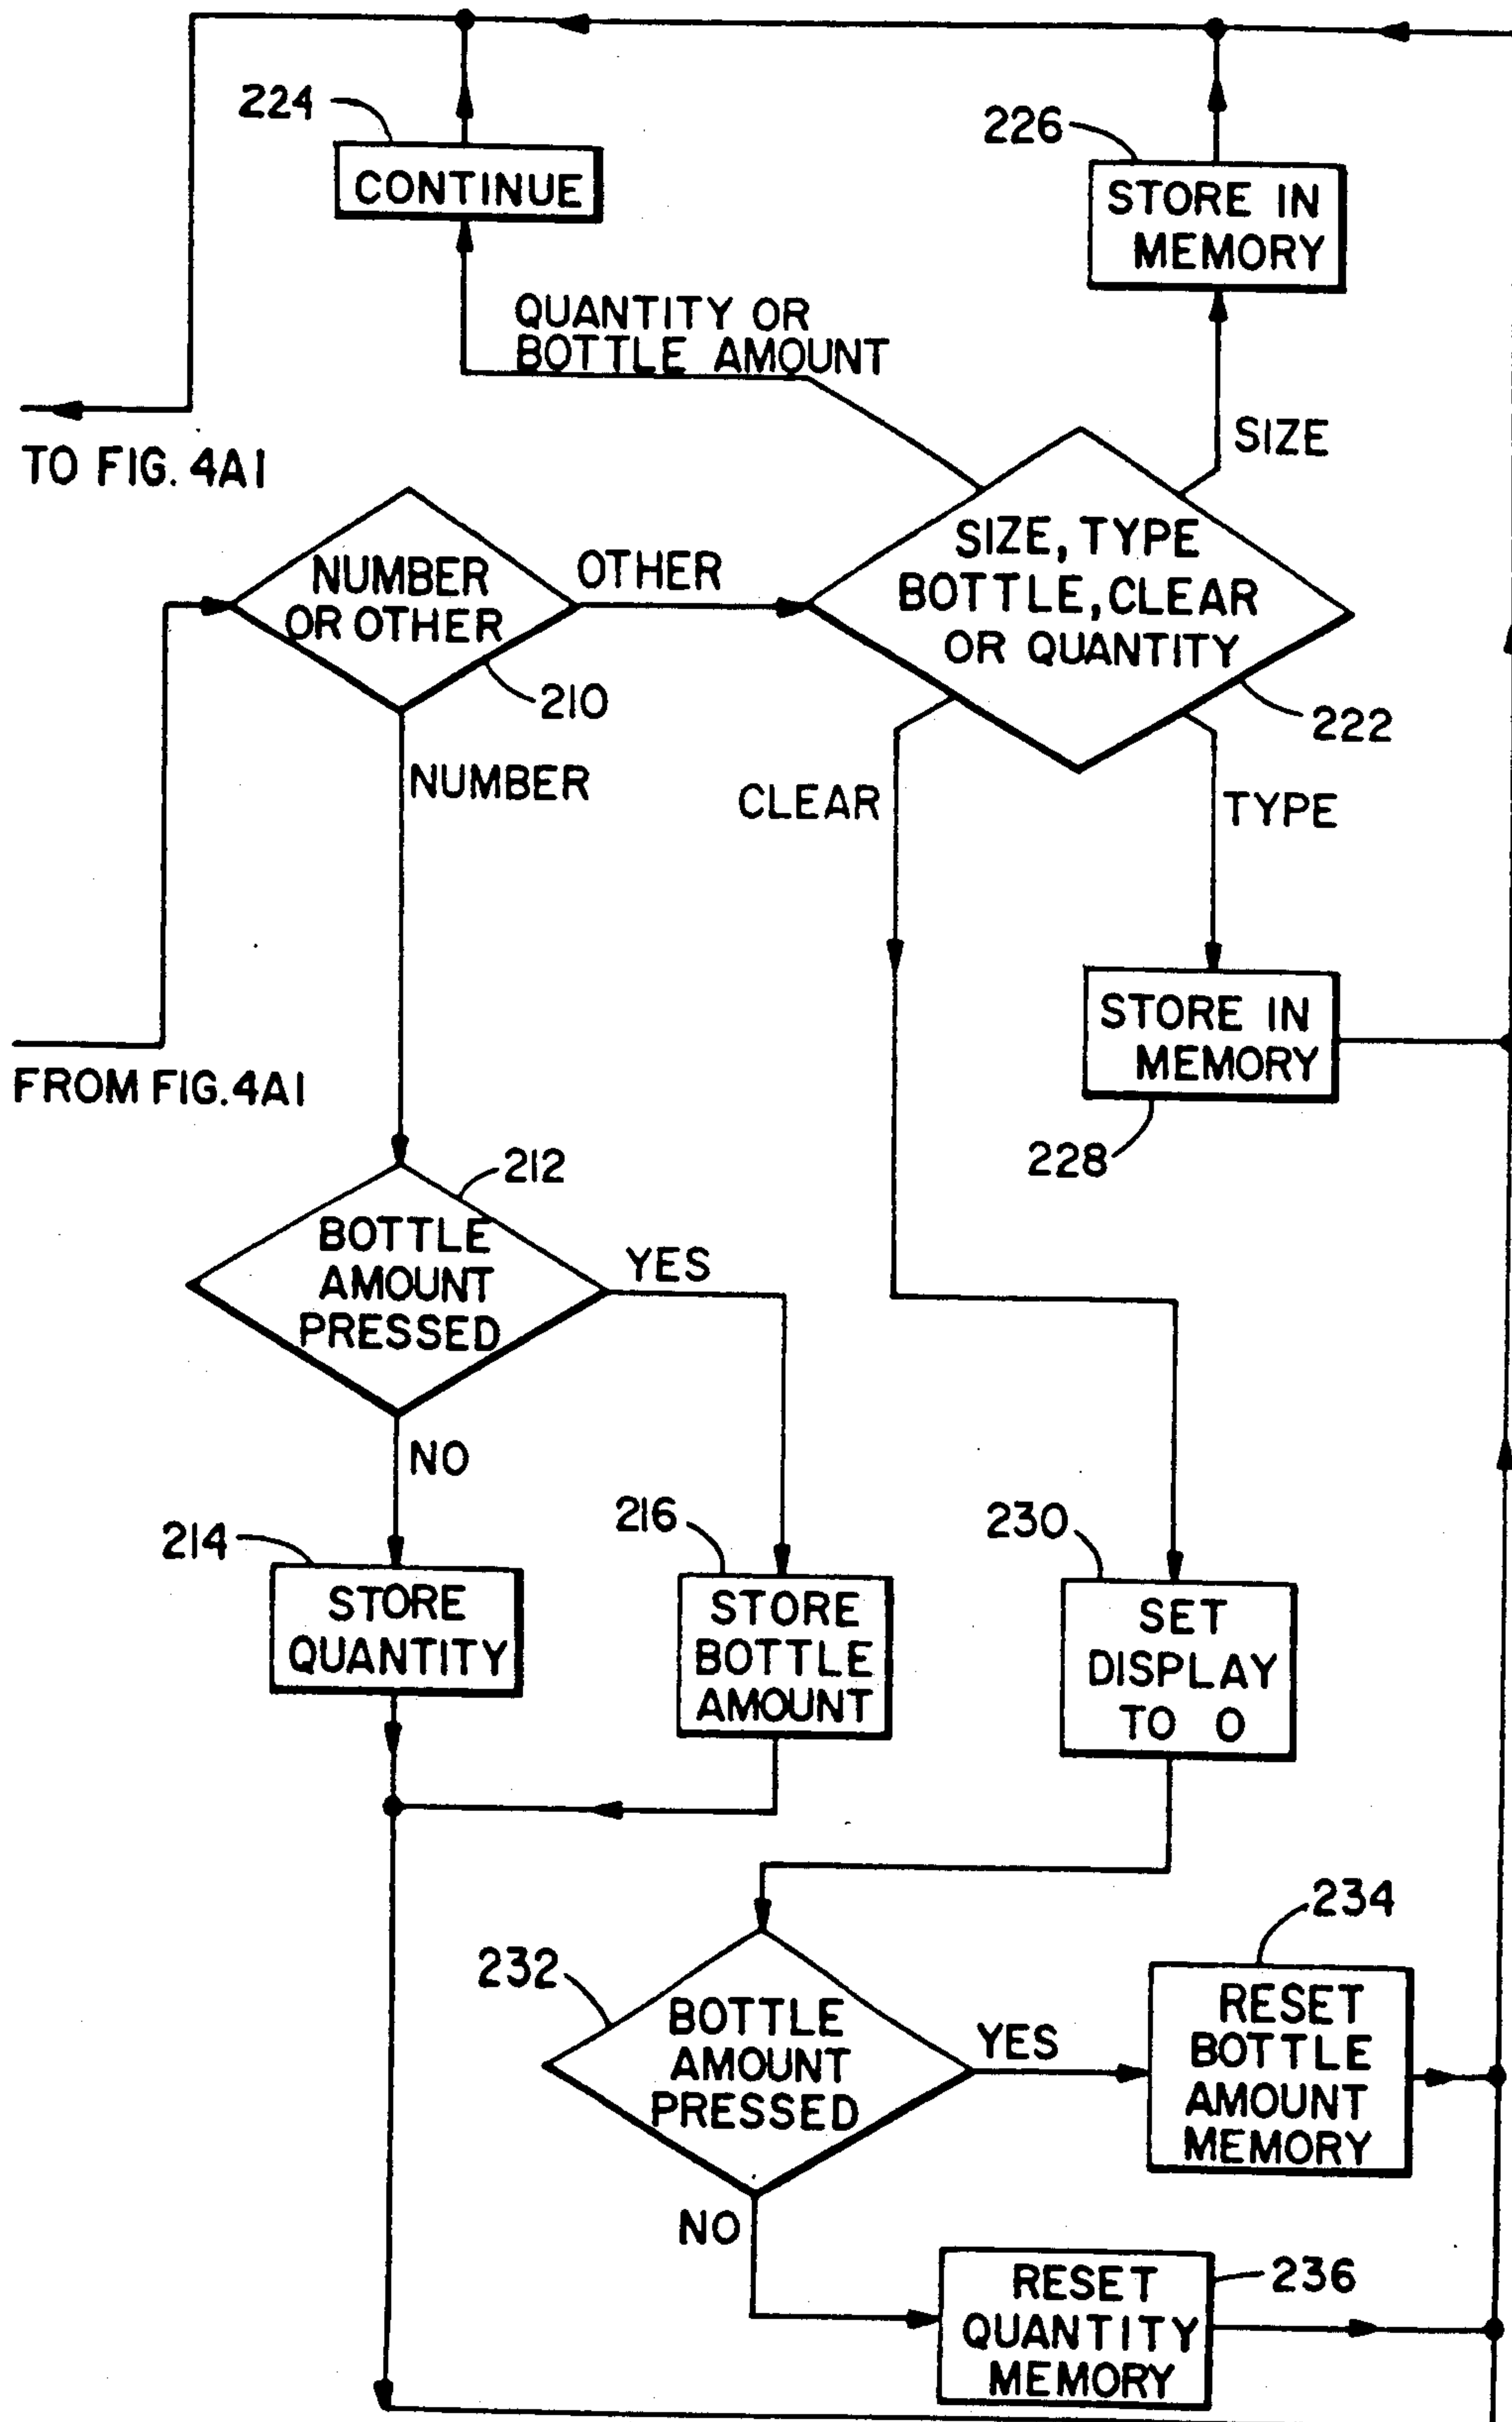 224
CONTINUE
226
STORE IN
MEMORY
QUANTITY OR
BOTTLE AMOUNT
SIZE
TO FIG. 4A1
NUMBER
OR OTHER
210
OTHER
SIZE, TYPE
BOTTLE, CLEAR
OR QUANTITY
222
NUMBER
CLEAR
TYPE
STORE IN
MEMORY
228
FROM FIG. 4A1
212
BOTTLE
AMOUNT
PRESSED
YES
NO
214
STORE
QUANTITY
216
STORE
BOTTLE
AMOUNT
230
SET
DISPLAY
TO 0
232
BOTTLE
AMOUNT
PRESSED
YES
234
RESET
BOTTLE
AMOUNT
MEMORY
NO
RESET
QUANTITY
MEMORY
236